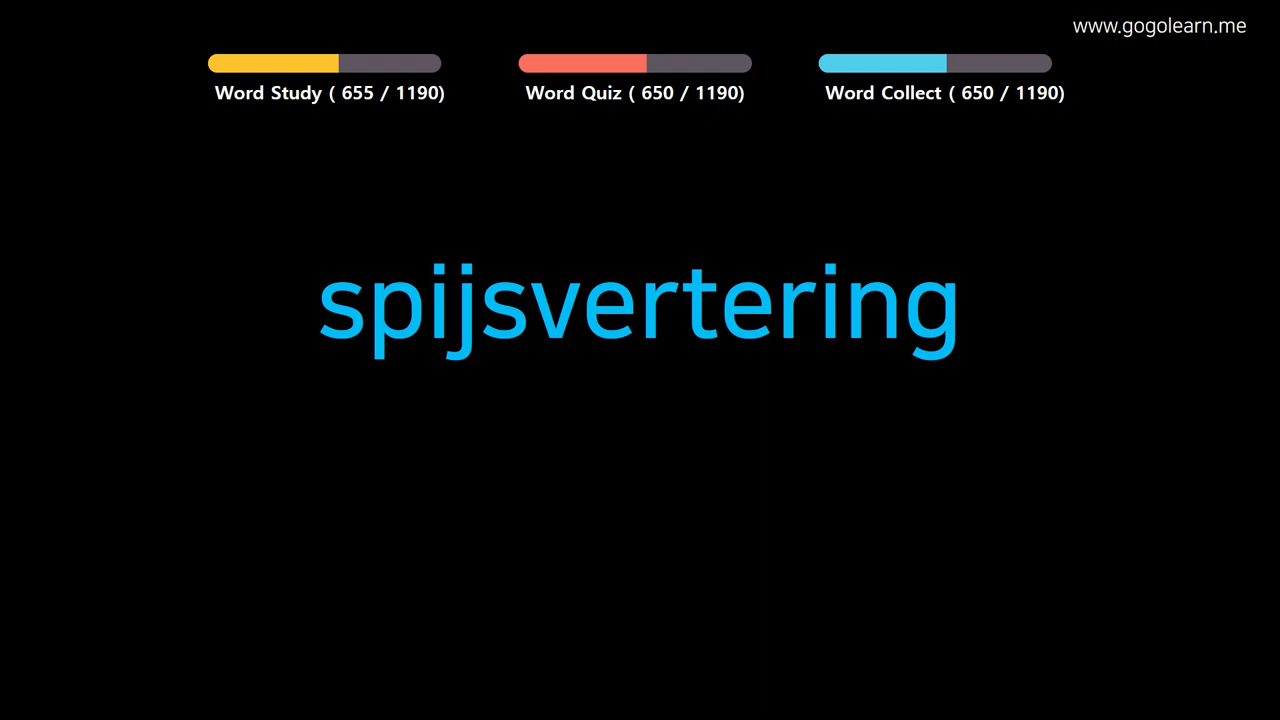 www.gogolearn.me
Word Study ( 655 / 1190)
Word Quiz ( 650 / 1190)
Word Collect ( 650 / 1190)
spijsvertering